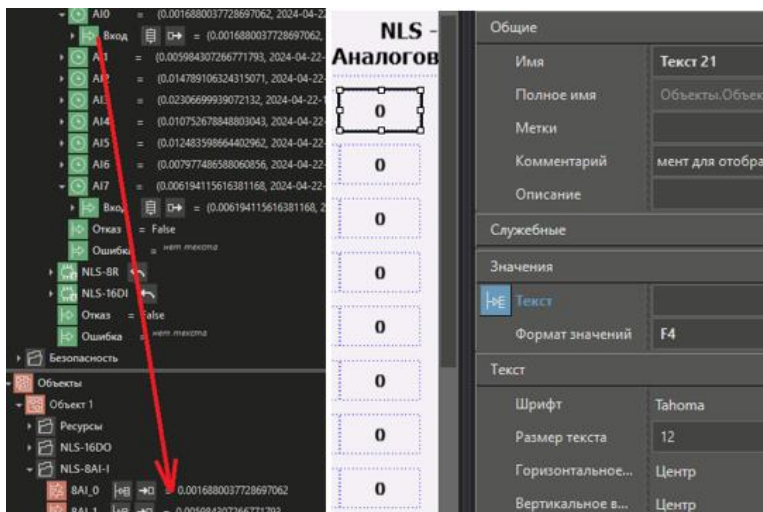 AI0 = (0.0016880037728697062, 2024-04-22
Вход = (0.0016880037728697062,
AI1 = (0.005984307266771793, 2024-04-22-
AI2 = (0.014789106324315071, 2024-04-22-
AI3 = (0.02306699939072132, 2024-04-22-1
AI4 = (0.010752678848803043, 2024-04-22-
AI5 = (0.012483598664402962, 2024-04-22-
AI6 = (0.007977486588060856, 2024-04-22-
AI7 = (0.006194115616381168, 2024-04-22-
Вход = (0.006194115616381168, 2
Отказ = False
Ошибка = нет текста
NLS-8R
NLS-16DI
Отказ = False
Ошибка = нет текста
Безопасность
Объекты
Объект 1
Ресурсы
NLS-16DO
NLS-8AI-I
8AI_0 = 0.0016880037728697062
8AI_1 = 0.005984307266771793
NLS -
Аналогов
0
0
0
0
0
0
0
0
Общие
Имя Текст 21
Полное имя Объекты.Объек
Метки
Комментарий мент для отобра
Описание
Служебные
Значения
Текст
Формат значений F4
Текст
Шрифт Tahoma
Размер текста 12
Горизонтальное... Центр
Вертикальное в... Центр